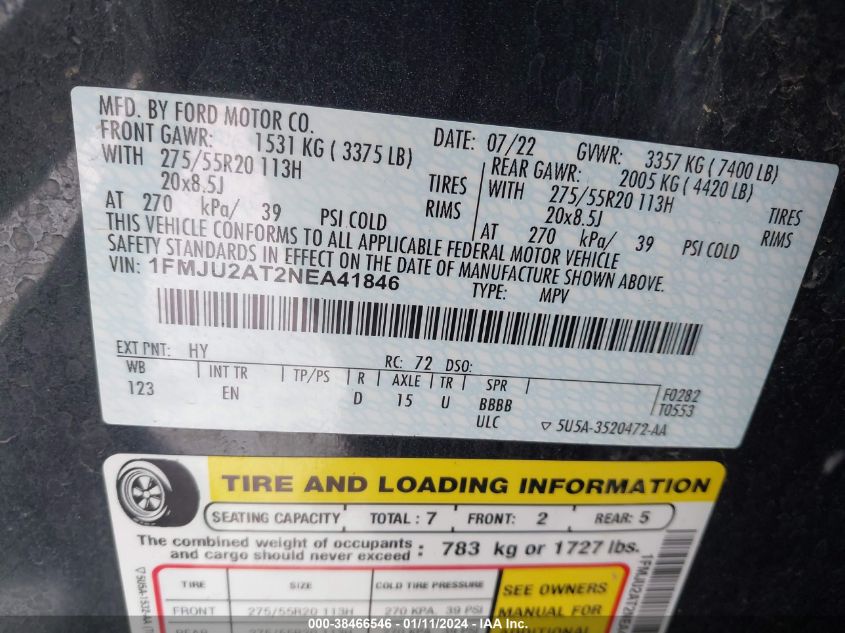 MFD. BY FORD MOTOR CO.
DATE: 07/22 GVWR: 3357 KG ( 7400 LB)
FRONT GAWR: 1531 KG ( 3375 LB) REAR GAWR: 2005 KG ( 4420 LB)
WITH 275/55R20 113H TIRES WITH 275/55R20 113H TIRES
20x8.5J RIMS 20x8.5J RIMS
AT 270 kPa/ 39 PSI COLD AT 270 kPa/ 39 PSI COLD
THIS VEHICLE CONFORMS TO ALL APPLICABLE FEDERAL MOTOR VEHICLE
SAFETY STANDARDS IN EFFECT ON THE DATE OF MANUFACTURE SHOWN ABOVE.
VIN: 1FMJU2AT2NEA41846 TYPE: MPV
EXT PNT: HY RC: 72 DSO:
WB INT TR TP/PS R AXLE TR SPR F0282
123 EN D 15 U BBBB T0553
ULC ▽ 5U5A-3520472-AA
TIRE AND LOADING INFORMATION
SEATING CAPACITY TOTAL : 7 FRONT: 2 REAR: 5
The combined weight of occupants
and cargo should never exceed : 783 kg or 1727 lbs.
TIRE SIZE COLD TIRE PRESSURE SEE OWNERS
FRONT 275/55R20 113H 270 KPA, 39 PSI MANUAL FOR
ADDITIONAL
▽5U5A-1532-AA
1FMJU2AT2NEA
000-38466546 - 01/11/2024 - IAA Inc.